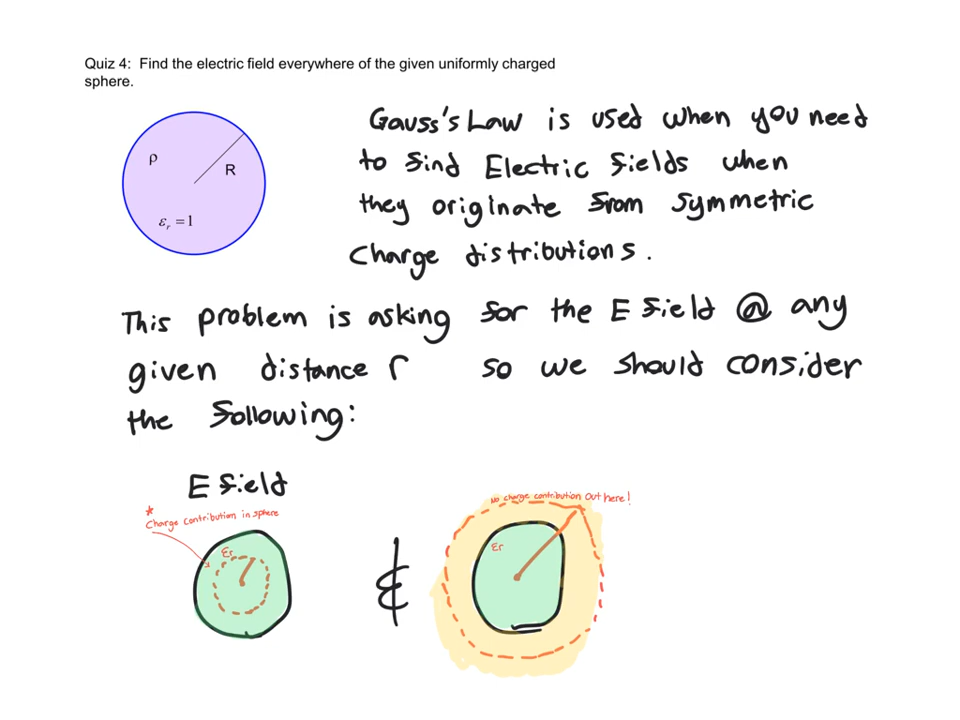 Quiz 4: Find the electric field everywhere of the given uniformly charged
sphere.
ρ
R
εᵣ = 1
Gauss's Law is used when you need
to find Electric fields when
they originate from symmetric
Charge distributions.
This problem is asking for the E field @ any
given distance r so we should consider
the following:
E field
*
Charge contribution in sphere
Er
&
No charge contribution out here!
Er